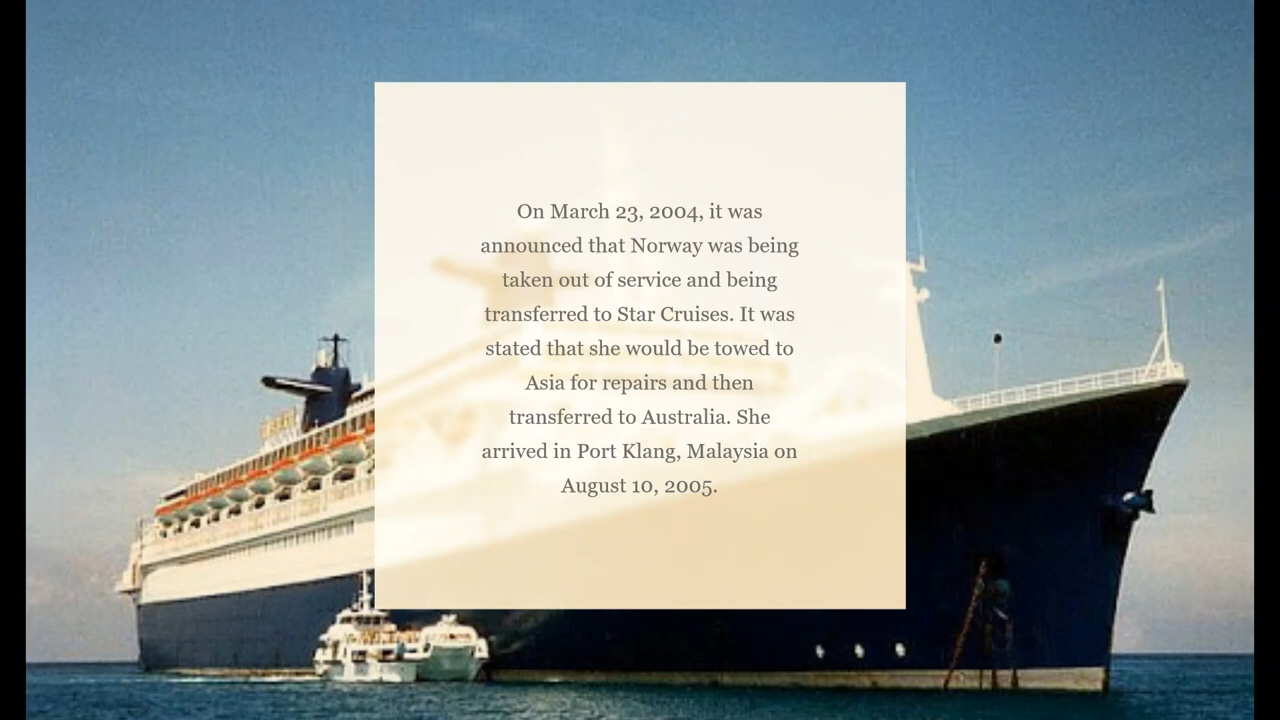 On March 23, 2004, it was
announced that Norway was being
taken out of service and being
transferred to Star Cruises. It was
stated that she would be towed to
Asia for repairs and then
transferred to Australia. She
arrived in Port Klang, Malaysia on
August 10, 2005.